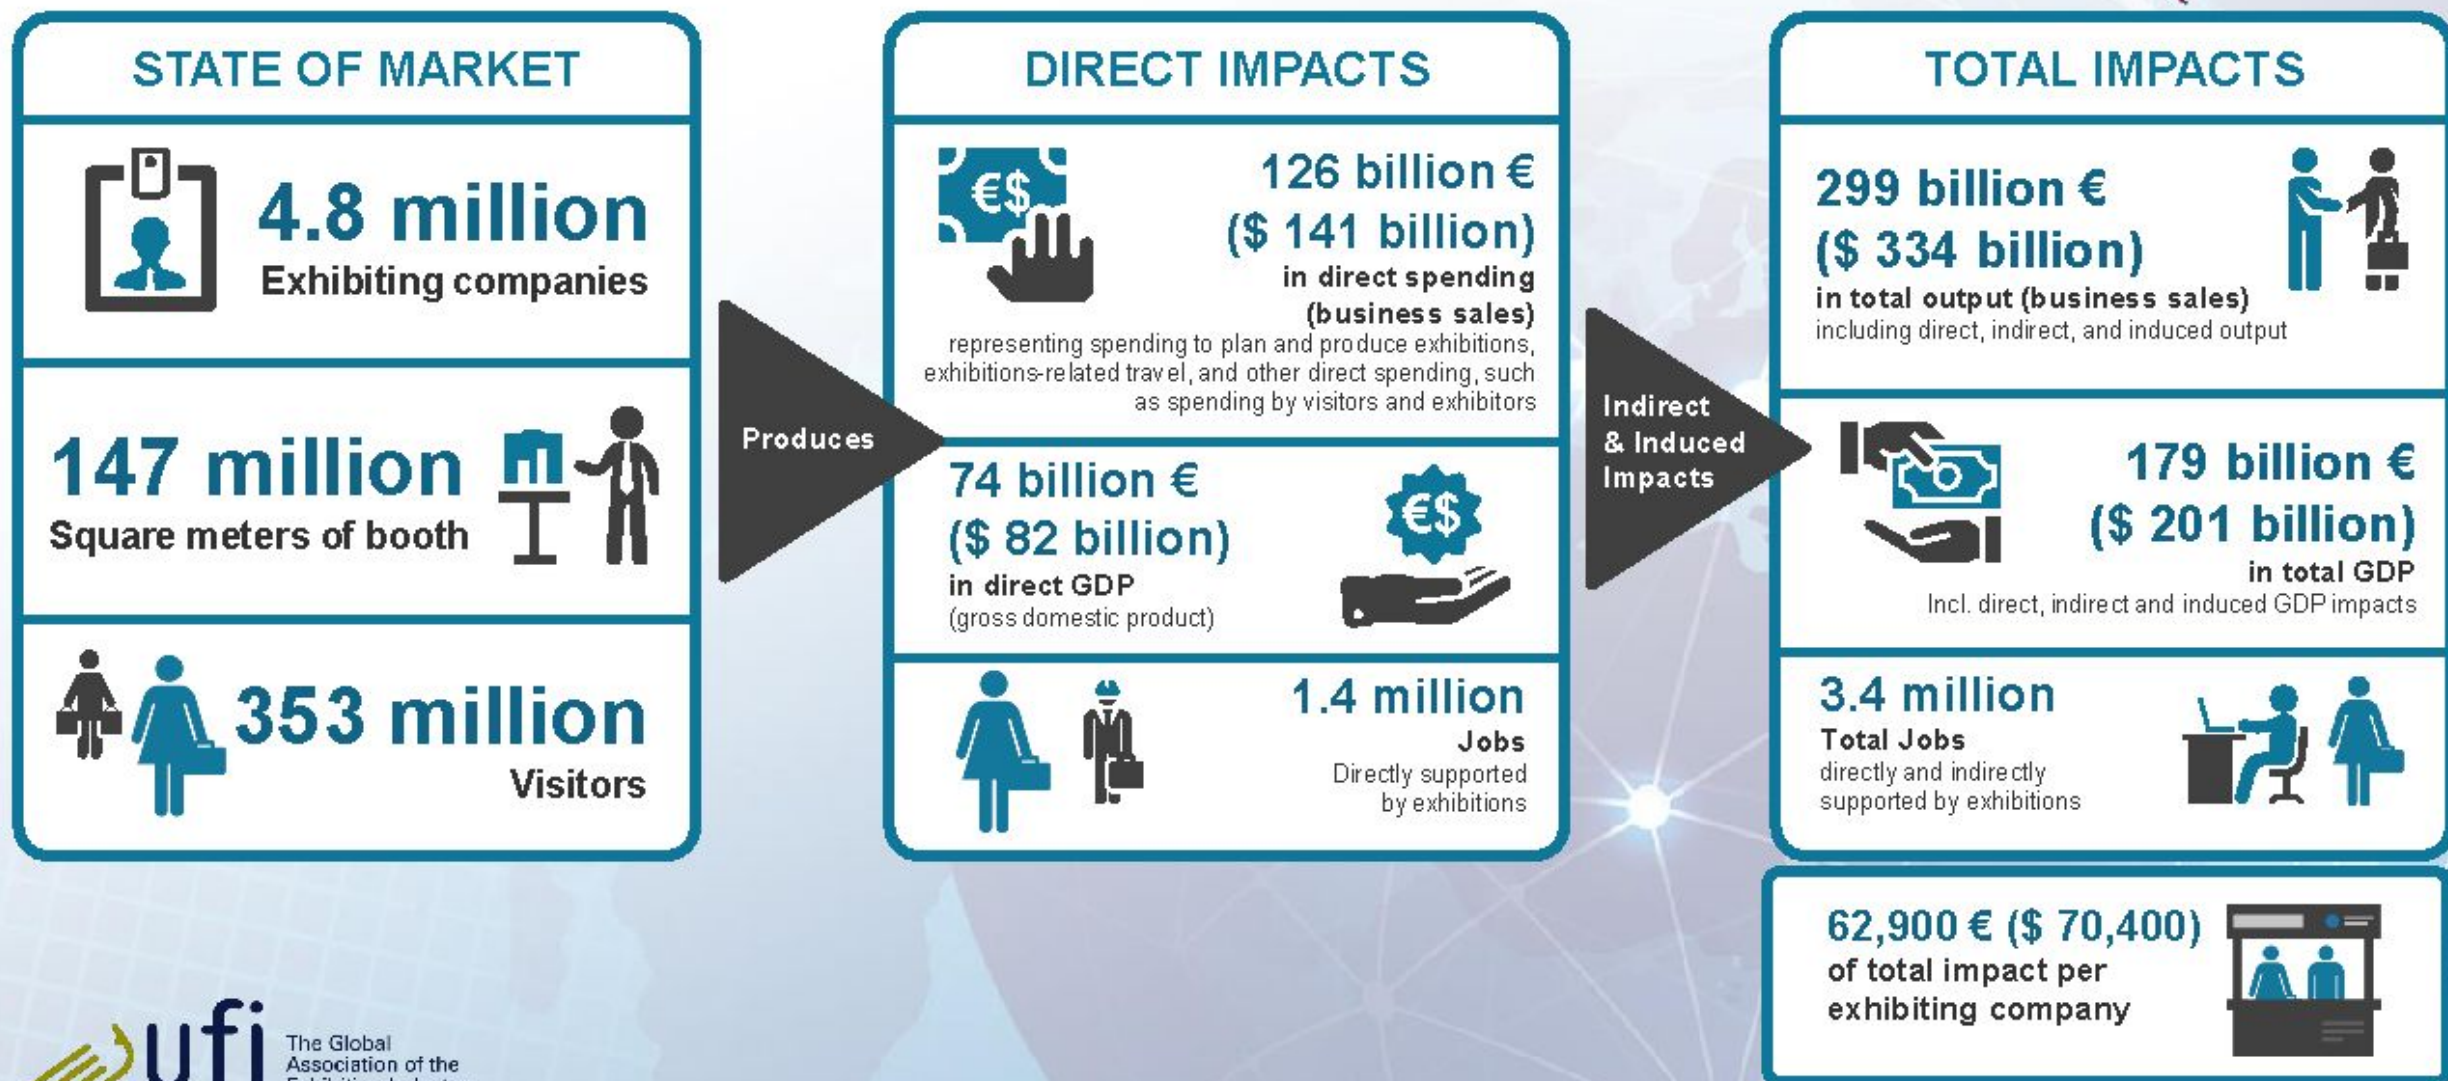 STATE OF MARKET
4.8 million
Exhibiting companies
147 million
Square meters of booth
353 million
Visitors
Produces
DIRECT IMPACTS
€$
126 billion €
($ 141 billion)
in direct spending
(business sales)
representing spending to plan and produce exhibitions,
exhibitions-related travel, and other direct spending, such
as spending by visitors and exhibitors
74 billion €
($ 82 billion)
in direct GDP
(gross domestic product)
€$
1.4 million
Jobs
Directly supported
by exhibitions
Indirect
& Induced
Impacts
TOTAL IMPACTS
299 billion €
($ 334 billion)
in total output (business sales)
including direct, indirect, and induced output
179 billion €
($ 201 billion)
in total GDP
Incl. direct, indirect and induced GDP impacts
3.4 million
Total Jobs
directly and indirectly
supported by exhibitions
62,900 € ($ 70,400)
of total impact per
exhibiting company
ufi
The Global
Association of the